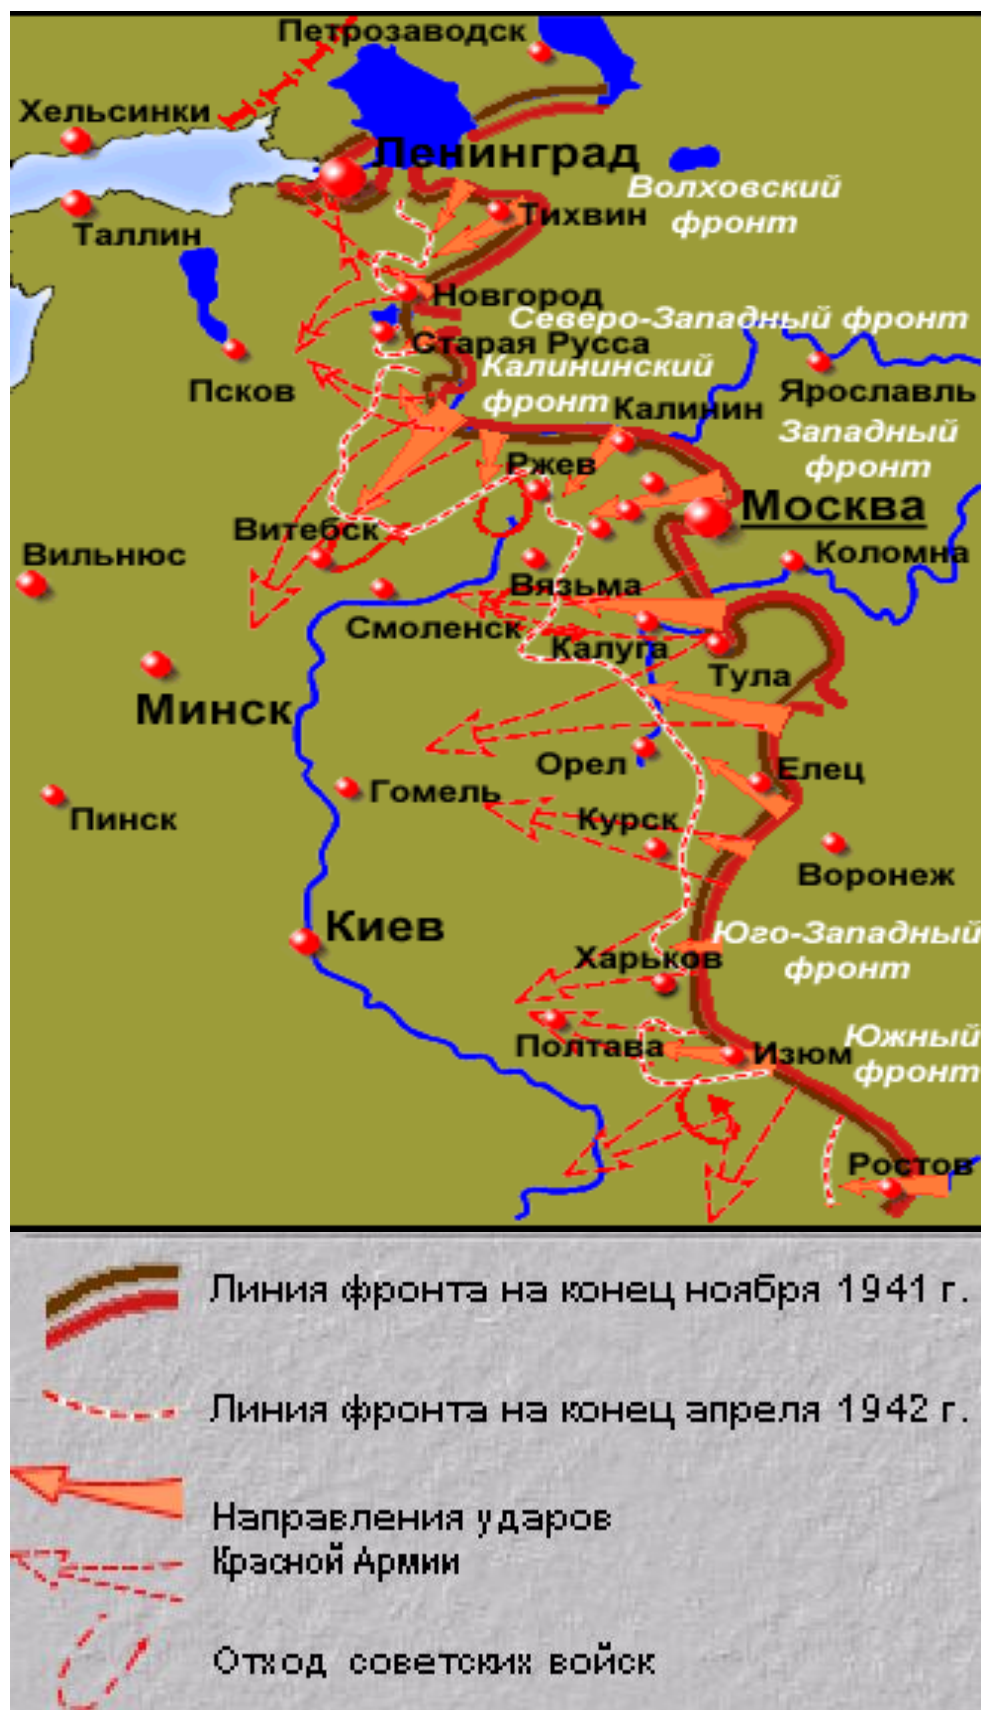 Петрозаводск
Хельсинки
Ленинград
Волховский
фронт
Тихвин
Таллин
Новгород
Северо-Западный фронт
Старая Русса
Калининский
фронт
Псков
Калинин
Ярославль
Западный
фронт
Ржев
Москва
Витебск
Вильнюс
Коломна
Вязьма
Смоленск
Калуга
Тула
Минск
Орел
Елец
Гомель
Пинск
Курск
Воронеж
Киев
Юго-Западный
фронт
Харьков
Полтава
Изюм
Южный
фронт
Ростов
Линия фронта на конец ноября 1941 г.
Линия фронта на конец апреля 1942 г.
Направления ударов
Красной Армии
Отход советских войск